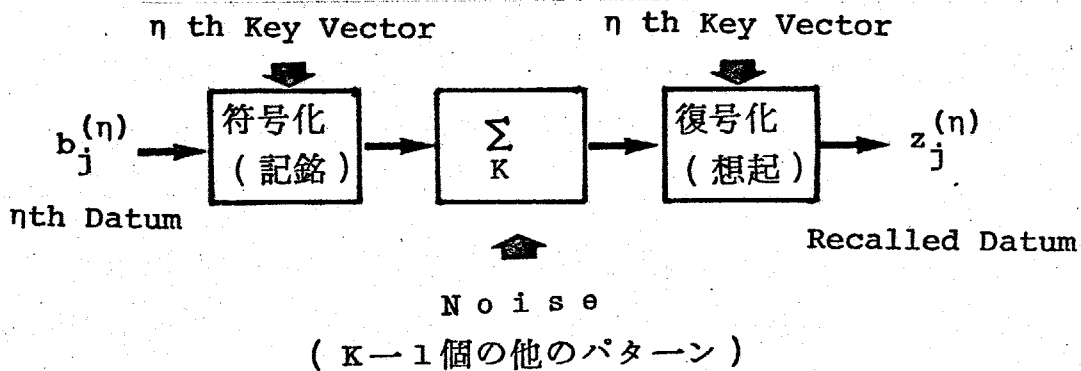 η th Key Vector
η th Key Vector
符号化
(記銘)
Σ
K
復号化
(想起)
b_j^(η)
z_j^(η)
ηth Datum
Recalled Datum
Noise
(K-1個の他のパターン)